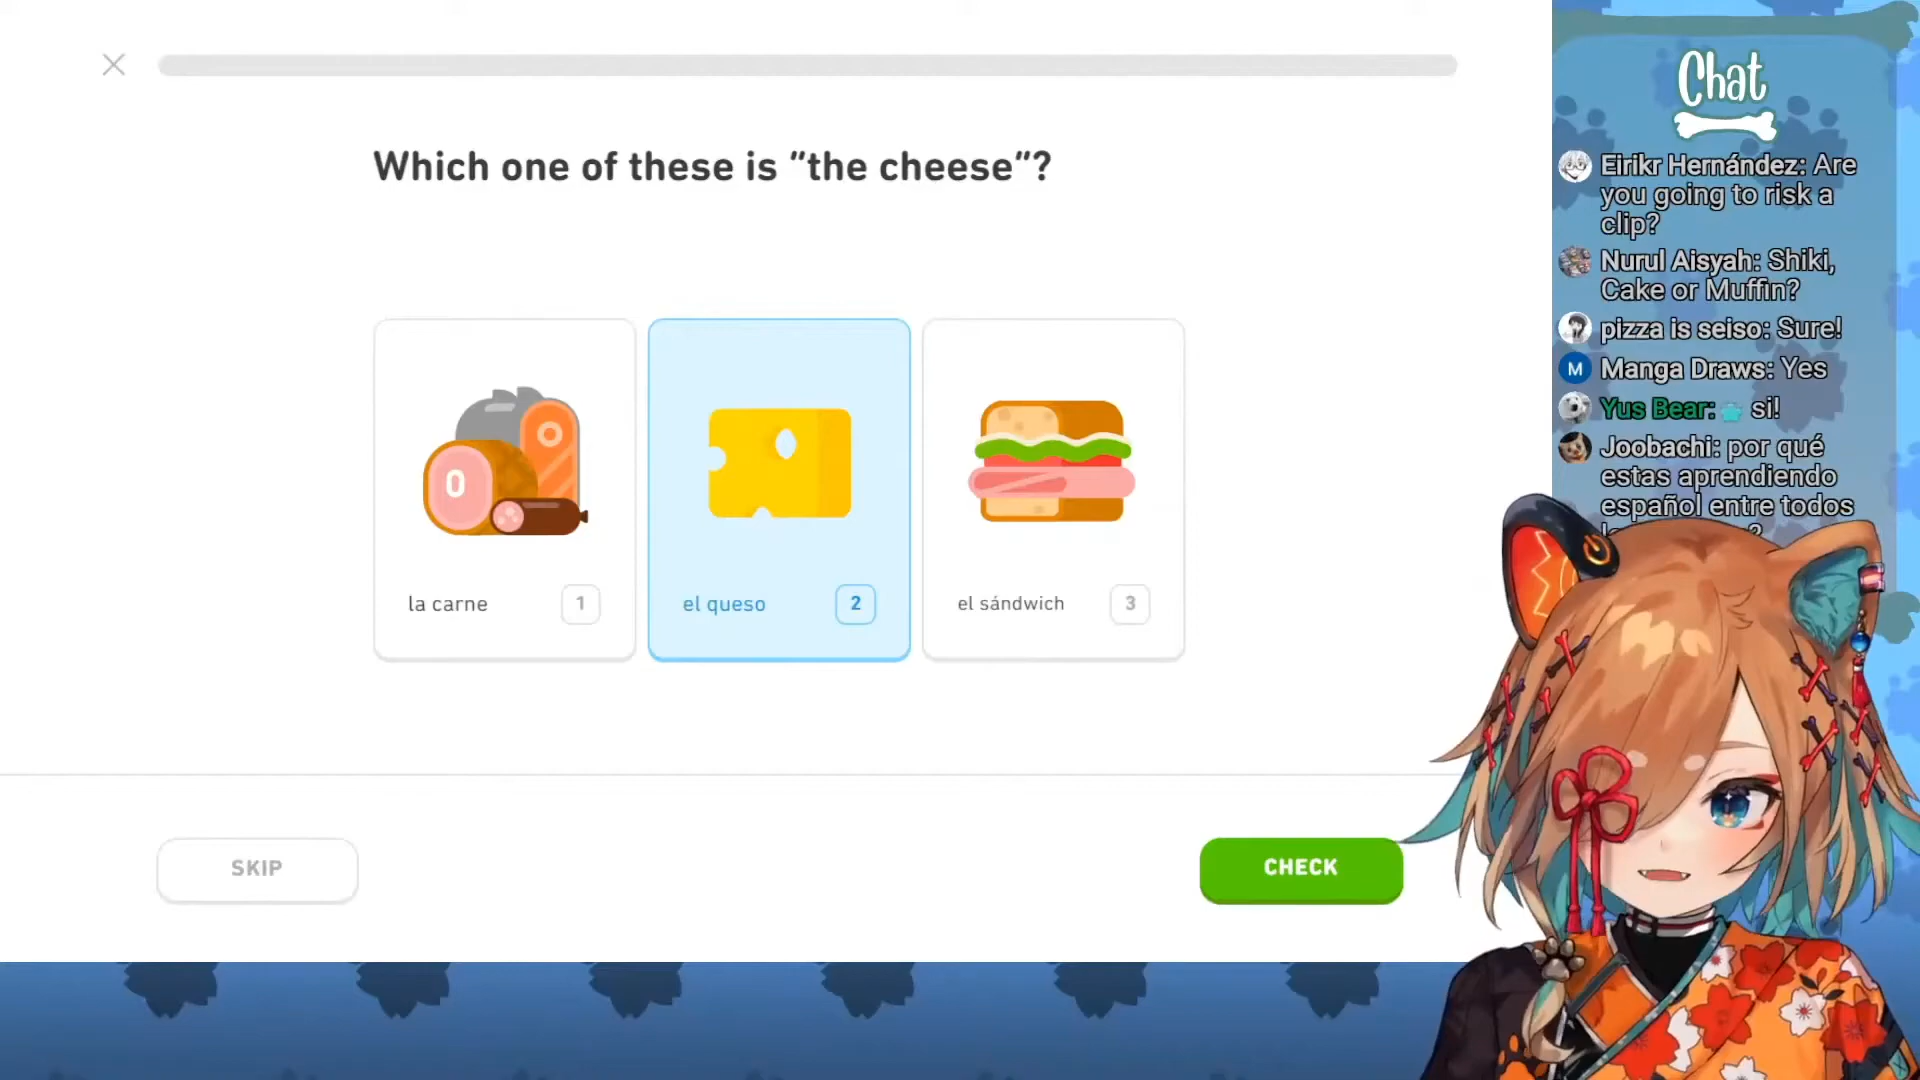 Which one of these is "the cheese"?
la carne
1
el queso
2
el sándwich
3
SKIP
CHECK
Chat
Eirikr Hernández: Are
you going to risk a
clip?
Nurul Aisyah: Shiki,
Cake or Muffin?
pizza is seiso: Sure!
M
Manga Draws: Yes
Yus Bear: si!
Joobachi: por qué
estas aprendiendo
español entre todos